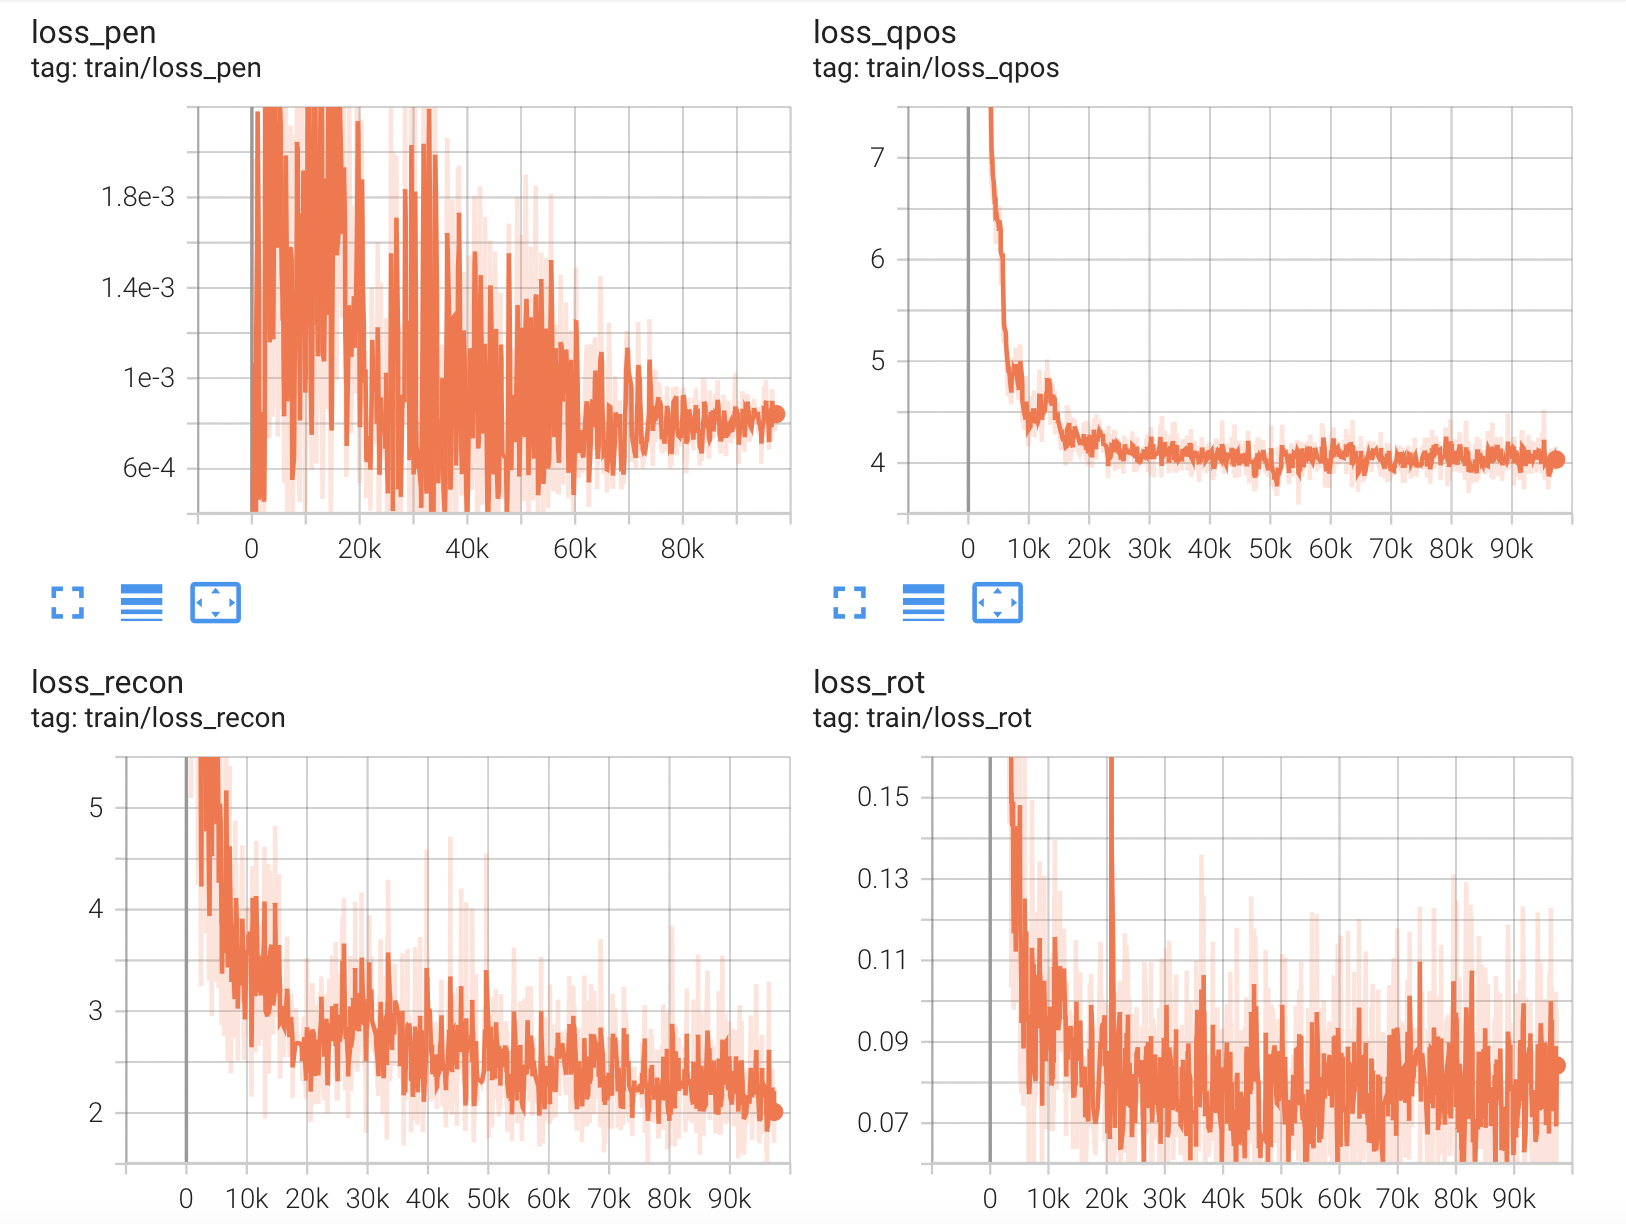 loss_pen
tag: train/loss_pen
1.8e-3
1.4e-3
1e-3
6e-4
0 20k 40k 60k 80k
loss_qpos
tag: train/loss_qpos
7
6
5
4
0 10k 20k 30k 40k 50k 60k 70k 80k 90k
loss_recon
tag: train/loss_recon
5
4
3
2
0 10k 20k 30k 40k 50k 60k 70k 80k 90k
loss_rot
tag: train/loss_rot
0.15
0.13
0.11
0.09
0.07
0 10k 20k 30k 40k 50k 60k 70k 80k 90k